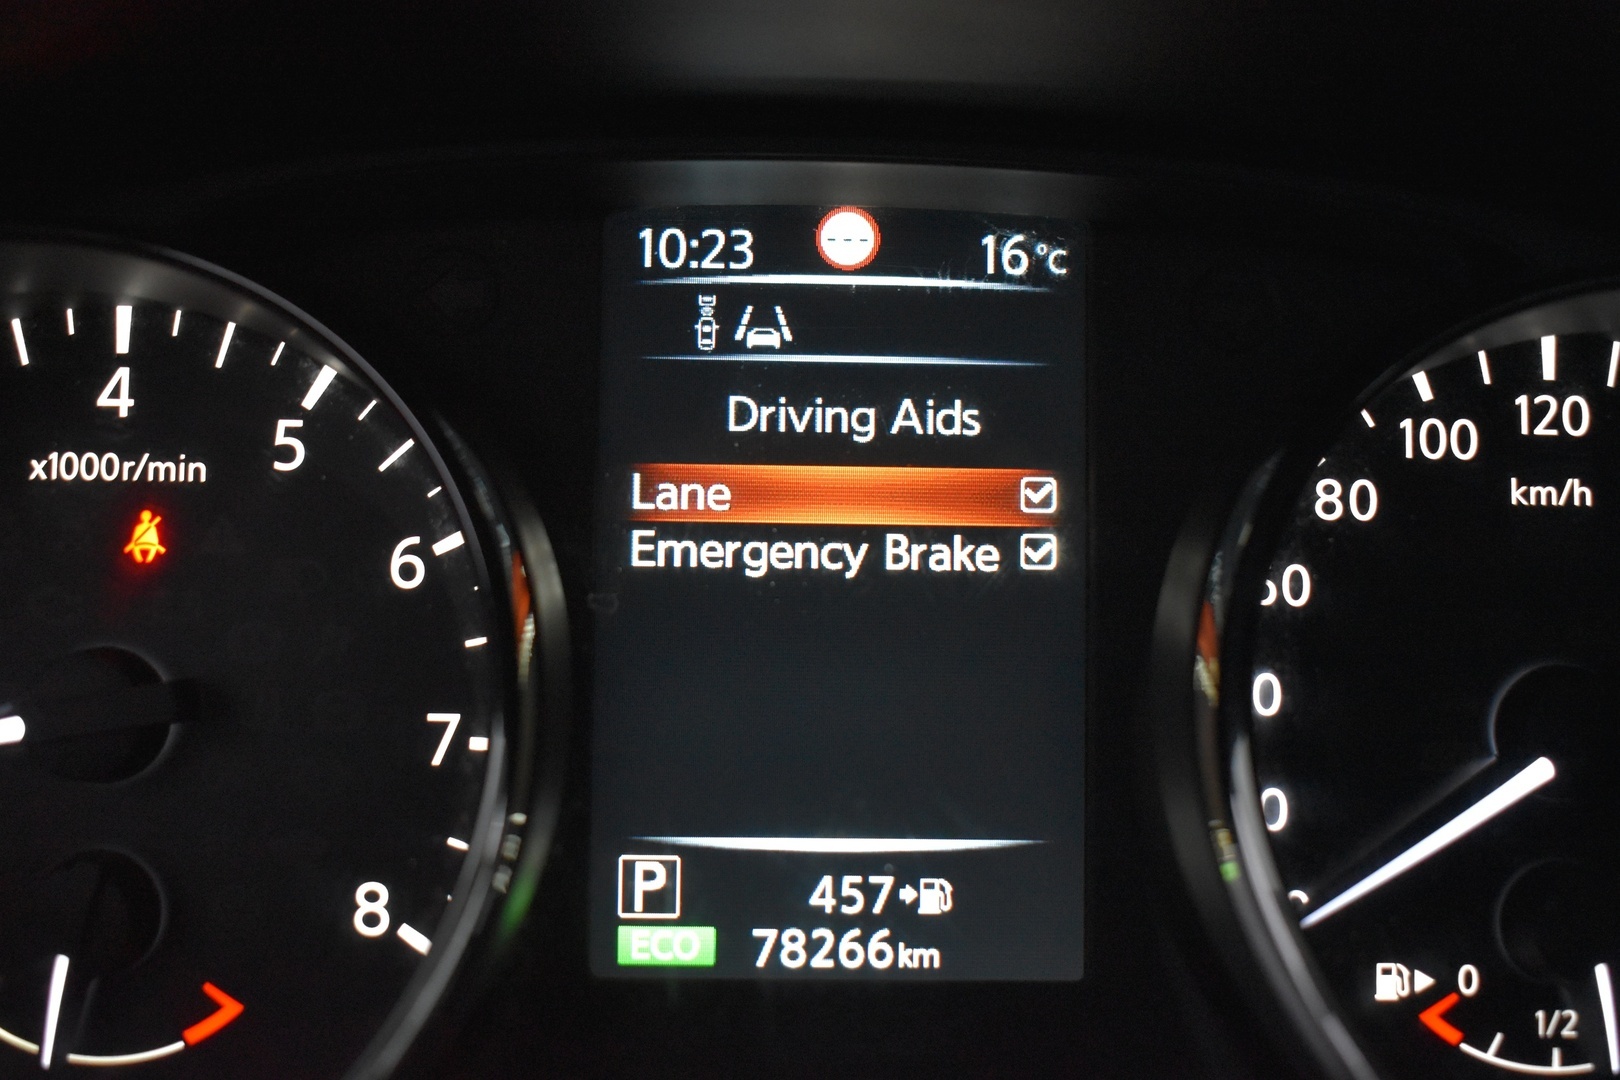 10:23
---
16°C
Driving Aids
Lane
Emergency Brake
P
457
ECO
78266km
4
5
6
7
8
x1000r/min
80
100
120
km/h
0
1/2